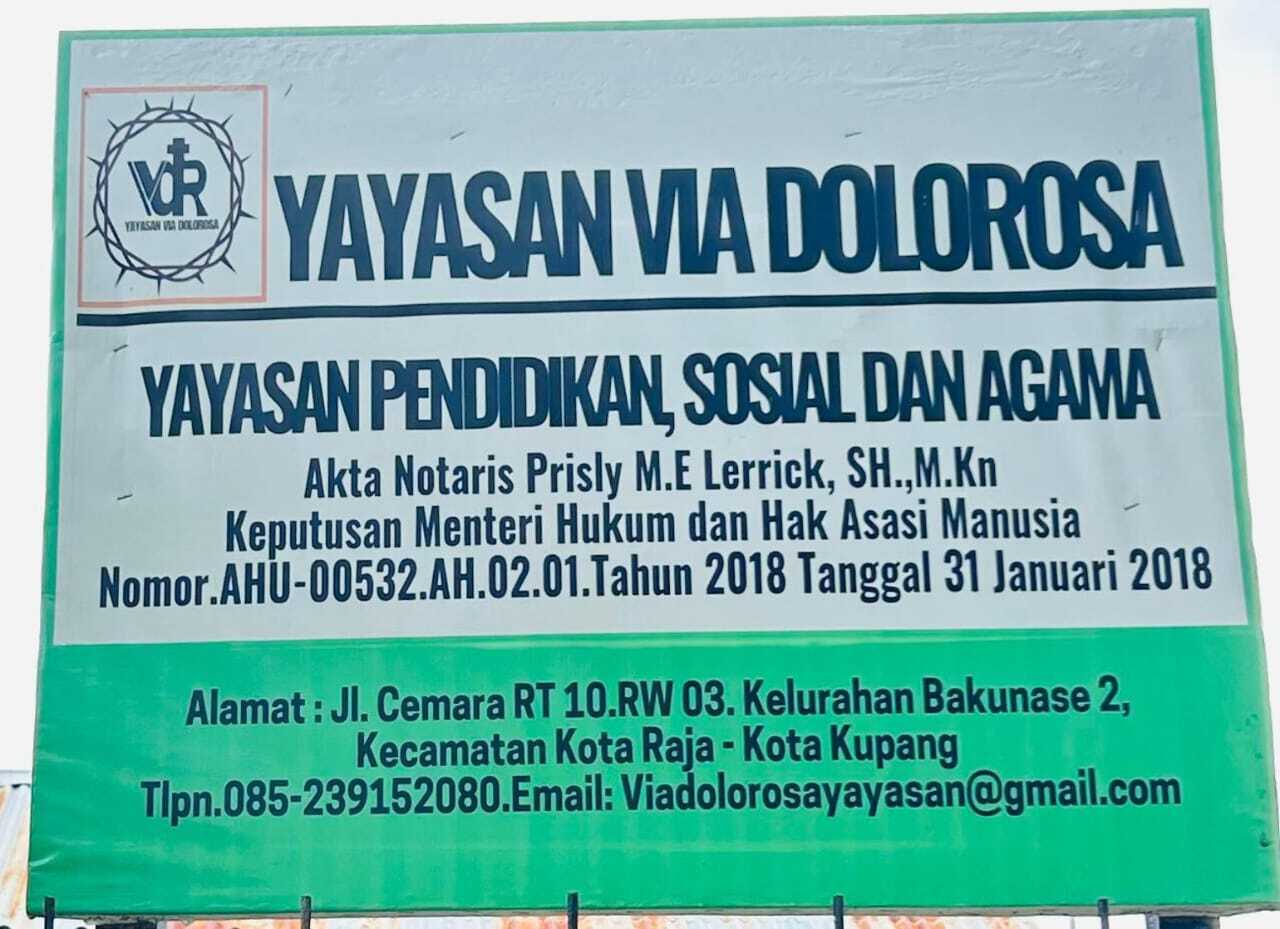 VdR
YAYASAN VIA DOLOROSA
YAYASAN VIA DOLOROSA
YAYASAN PENDIDIKAN, SOSIAL DAN AGAMA
Akta Notaris Prisly M.E Lerrick, SH.,M.Kn
Keputusan Menteri Hukum dan Hak Asasi Manusia
Nomor.AHU-00532.AH.02.01.Tahun 2018 Tanggal 31 Januari 2018
Alamat : Jl. Cemara RT 10.RW 03. Kelurahan Bakunase 2,
Kecamatan Kota Raja - Kota Kupang
Tlpn.085-239152080.Email: Viadolorosayayasan@gmail.com